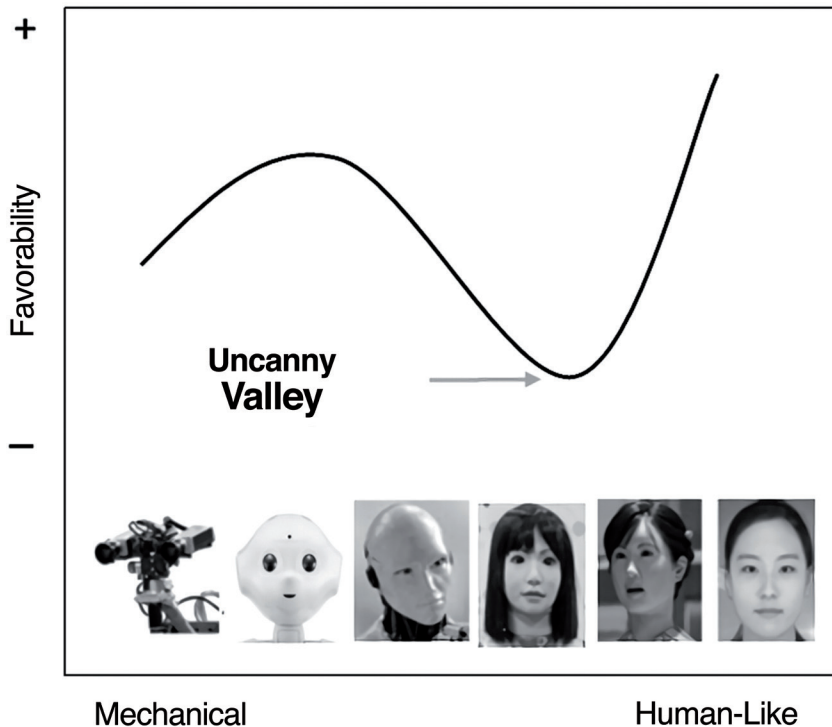 +
Favorability
Uncanny
Valley
–
Mechanical
Human-Like